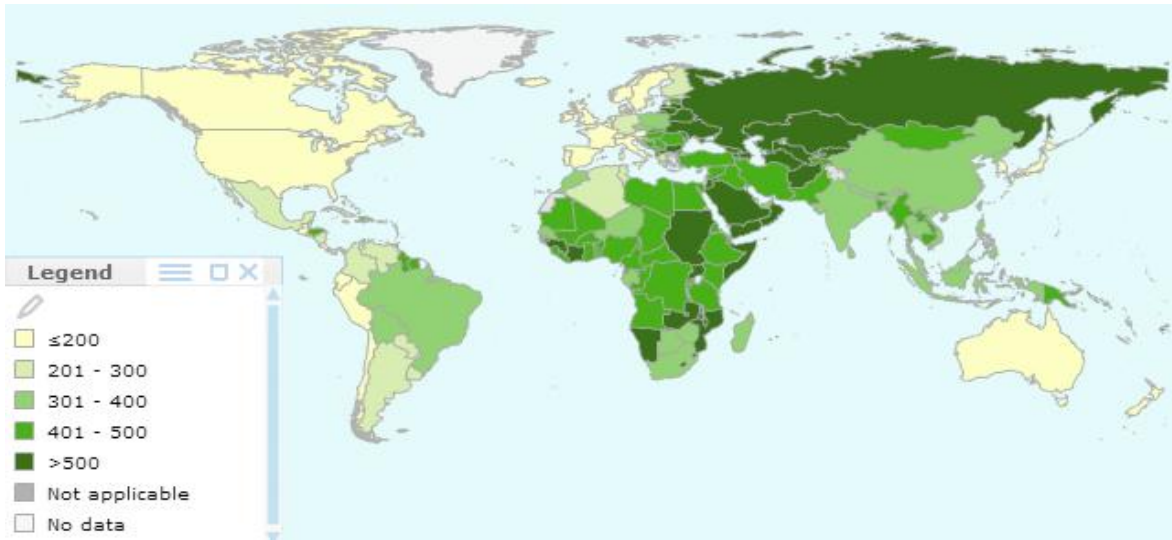 Legend
≤200
201 - 300
301 - 400
401 - 500
>500
Not applicable
No data